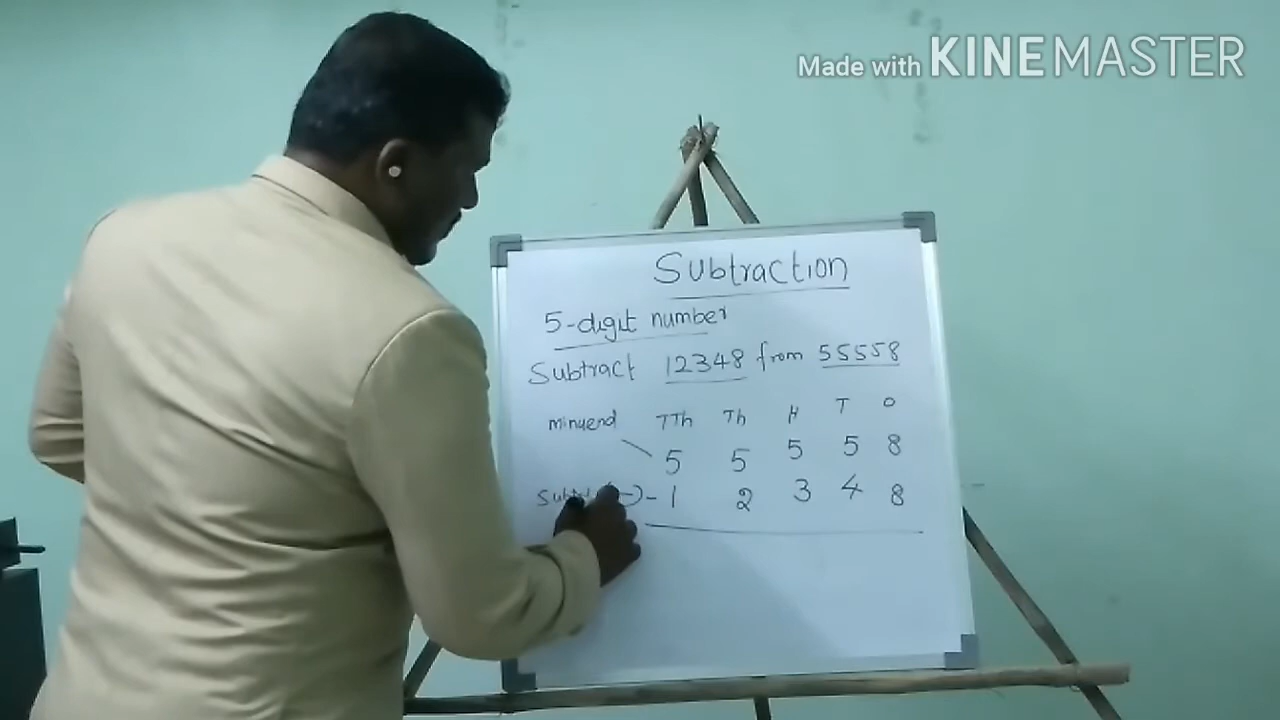 Made with KINEMASTER
Subtraction
5-digit number
Subtract 12348 from 55558
minuend TTh Th H T O
5 5 5 5 8
(-) - 1 2 3 4 8